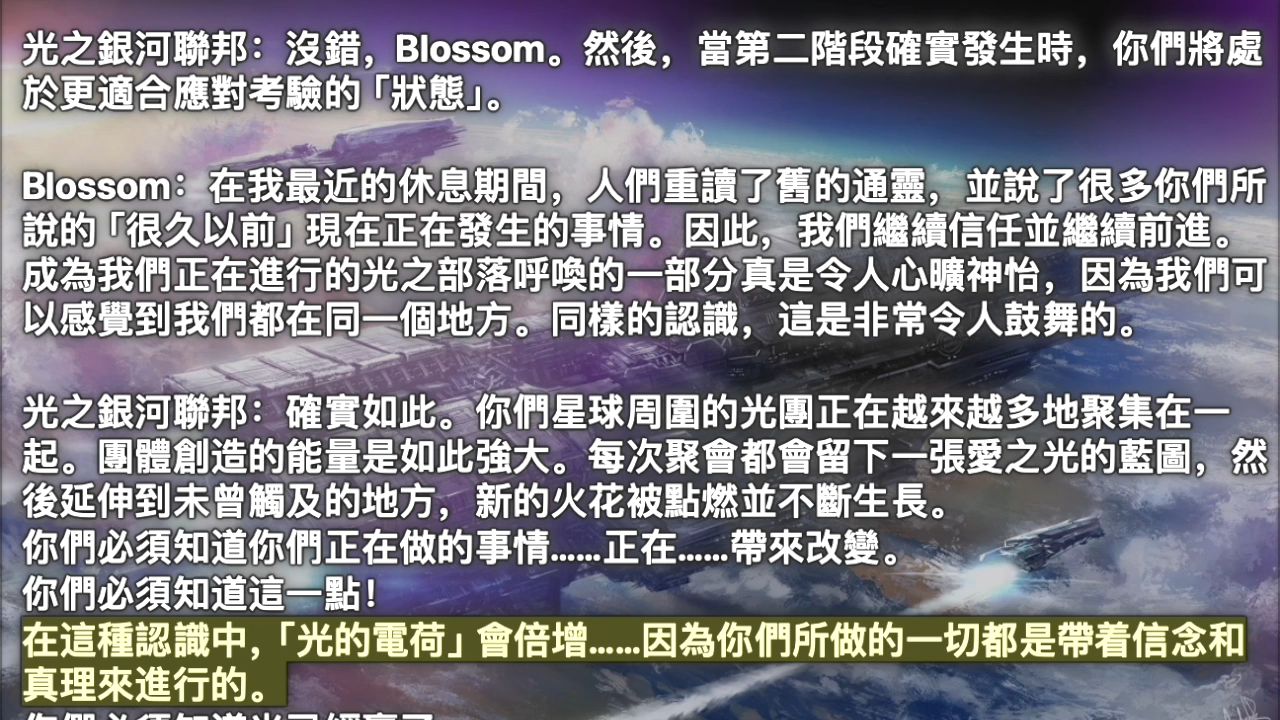 光之銀河聯邦：沒錯，Blossom。然後，當第二階段確實發生時，你們將處
於更適合應對考驗的「狀態」。
Blossom：在我最近的休息期間，人們重讀了舊的通靈，並說了很多你們所
說的「很久以前」現在正在發生的事情。因此，我們繼續信任並繼續前進。
成為我們正在進行的光之部落呼喚的一部分真是令人心曠神怡，因為我們可
以感覺到我們都在同一個地方。同樣的認識，這是非常令人鼓舞的。
光之銀河聯邦：確實如此。你們星球周圍的光團正在越來越多地聚集在一
起。團體創造的能量是如此強大。每次聚會都會留下一張愛之光的藍圖，然
後延伸到未曾觸及的地方，新的火花被點燃並不斷生長。
你們必須知道你們正在做的事情……正在……帶來改變。
你們必須知道這一點！
在這種認識中，「光的電荷」會倍增……因為你們所做的一切都是帶着信念和
真理來進行的。